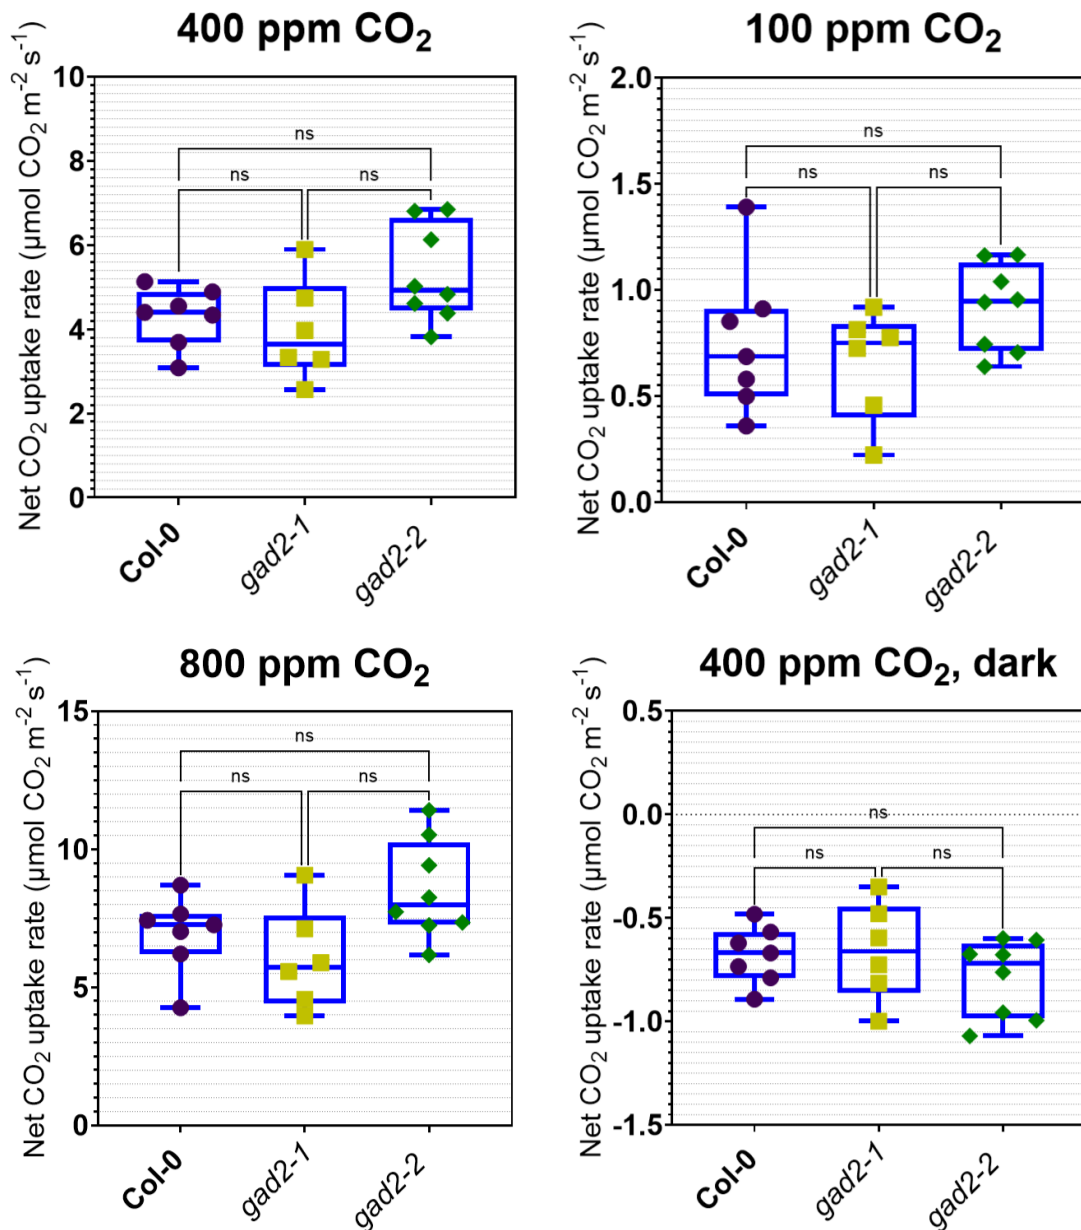 400 ppm CO₂
Net CO₂ uptake rate (µmol CO₂ m⁻² s⁻¹)
10
8
6
4
2
0
ns
ns
ns
Col-0
gad2-1
gad2-2
100 ppm CO₂
Net CO₂ uptake rate (µmol CO₂ m⁻² s⁻¹)
2.0
1.5
1.0
0.5
0.0
ns
ns
ns
Col-0
gad2-1
gad2-2
800 ppm CO₂
Net CO₂ uptake rate (µmol CO₂ m⁻² s⁻¹)
15
10
5
0
ns
ns
ns
Col-0
gad2-1
gad2-2
400 ppm CO₂, dark
Net CO₂ uptake rate (µmol CO₂ m⁻² s⁻¹)
0.5
0.0
-0.5
-1.0
-1.5
ns
ns
ns
Col-0
gad2-1
gad2-2